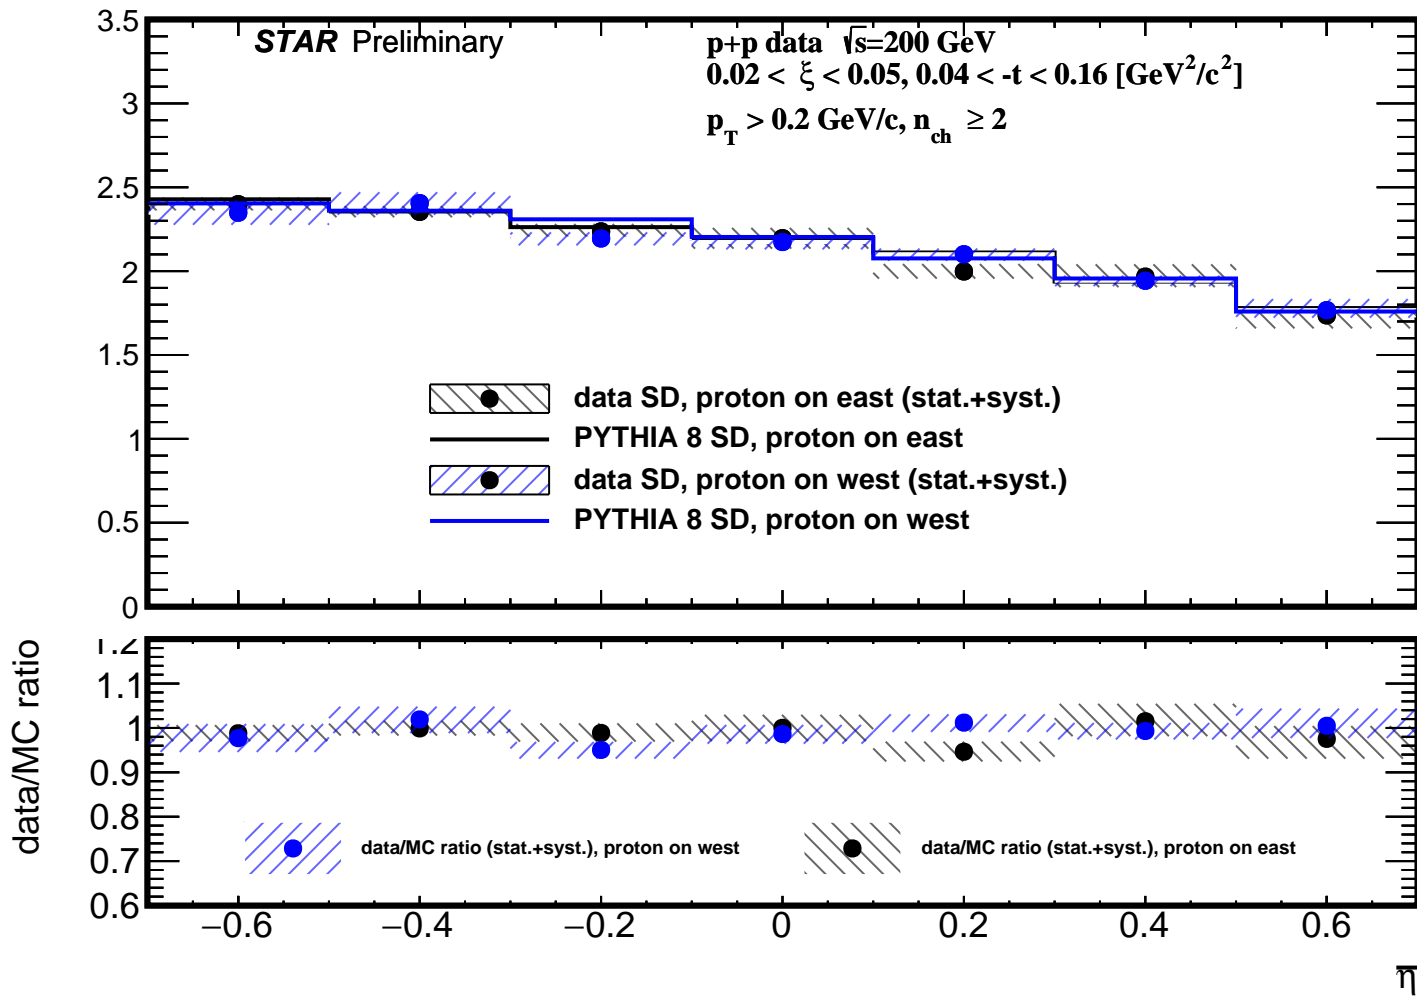 STAR Preliminary
p+p data √s=200 GeV
0.02 < ξ < 0.05, 0.04 < -t < 0.16 [GeV²/c²]
p_T > 0.2 GeV/c, n_ch ≥ 2
3.5
3
2.5
2
1.5
1
0.5
0
data SD, proton on east (stat.+syst.)
PYTHIA 8 SD, proton on east
data SD, proton on west (stat.+syst.)
PYTHIA 8 SD, proton on west
data/MC ratio
1.2
1.1
1
0.9
0.8
0.7
0.6
data/MC ratio (stat.+syst.), proton on west
data/MC ratio (stat.+syst.), proton on east
−0.6 −0.4 −0.2 0 0.2 0.4 0.6
η̅